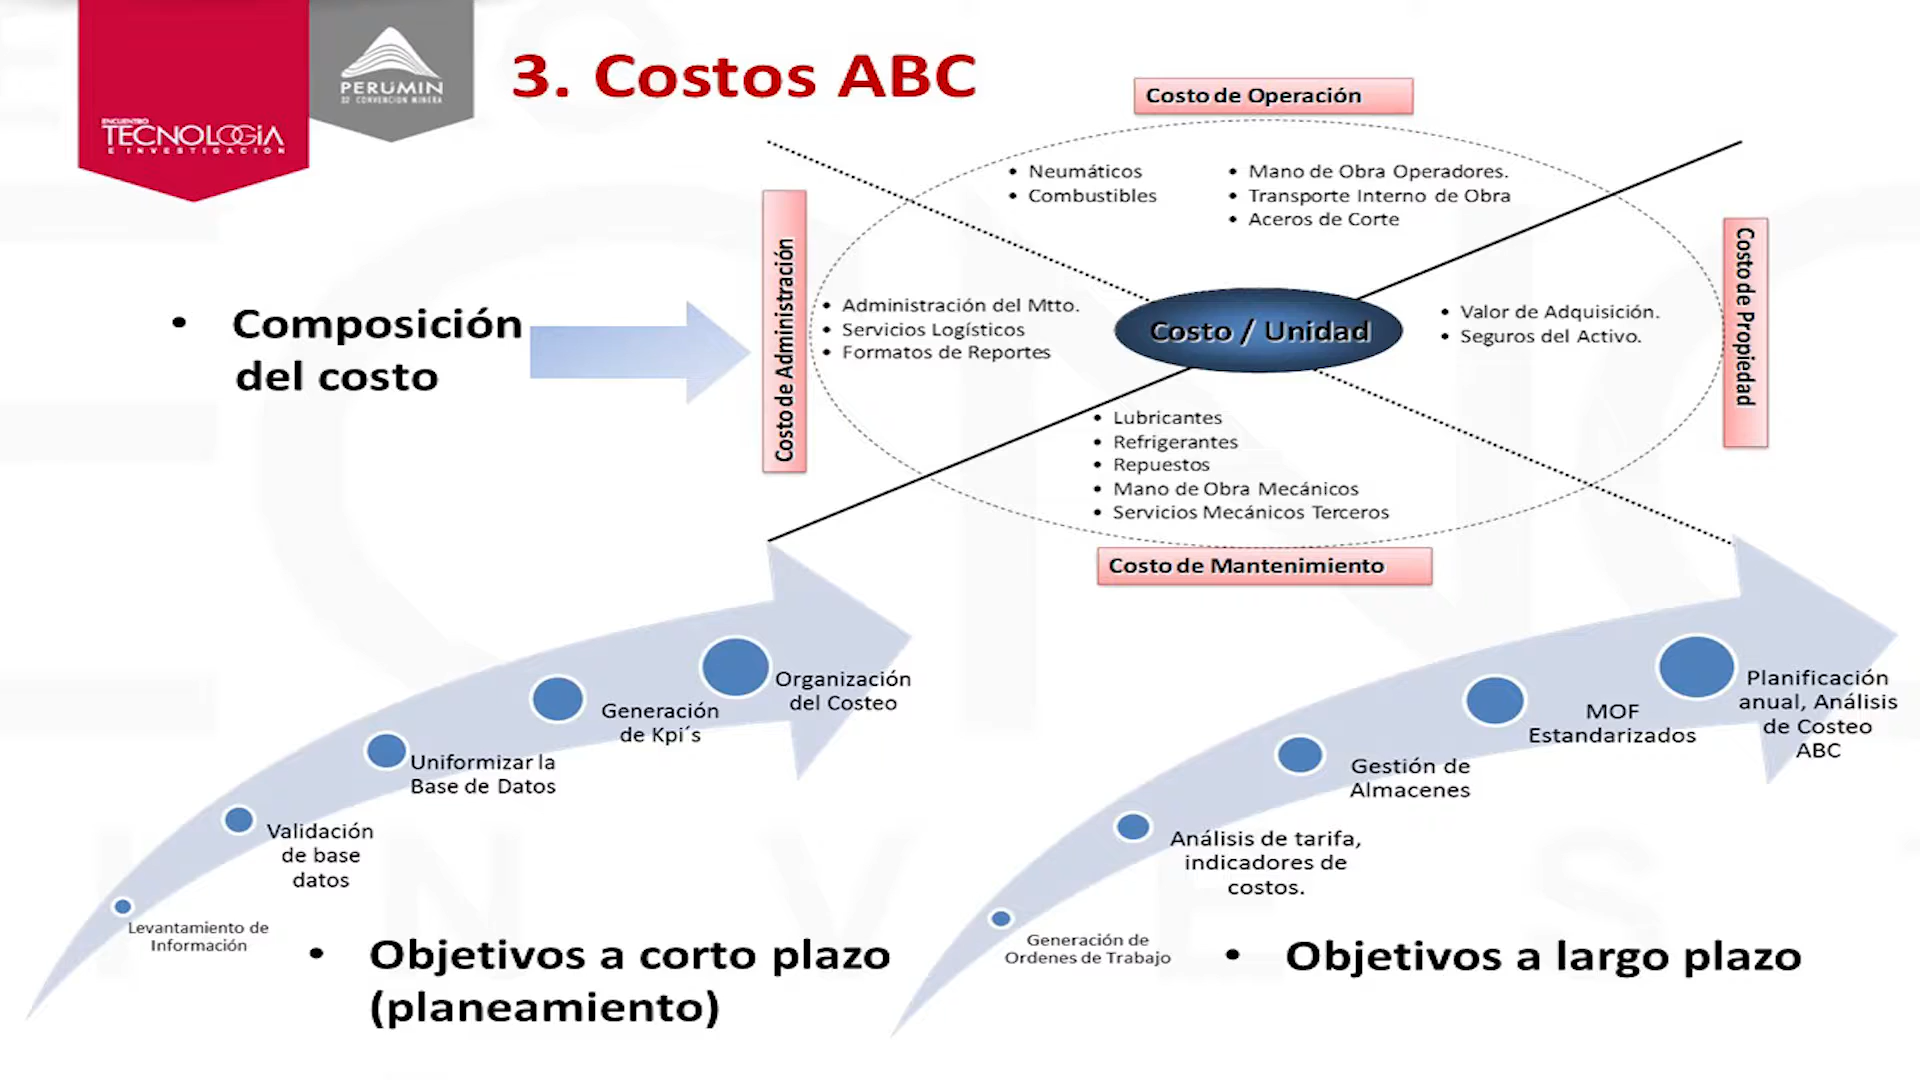 ENCUENTRO
TECNOLOGIA
E INVESTIGACION
PERUMIN
32 CONVENCION MINERA
3. Costos ABC
Costo de Operación
• Neumáticos
• Combustibles
• Mano de Obra Operadores.
• Transporte Interno de Obra
• Aceros de Corte
Costo de Administración
• Administración del Mtto.
• Servicios Logísticos
• Formatos de Reportes
Costo / Unidad
• Valor de Adquisición.
• Seguros del Activo.
Costo de Propiedad
• Composición
del costo
• Lubricantes
• Refrigerantes
• Repuestos
• Mano de Obra Mecánicos
• Servicios Mecánicos Terceros
Costo de Mantenimiento
Levantamiento de
Información
Validación
de base
datos
Uniformizar la
Base de Datos
Generación
de Kpi´s
Organización
del Costeo
• Objetivos a corto plazo
(planeamiento)
Generación de
Ordenes de Trabajo
Análisis de tarifa,
indicadores de
costos.
Gestión de
Almacenes
MOF
Estandarizados
Planificación
anual, Análisis
de Costeo
ABC
• Objetivos a largo plazo